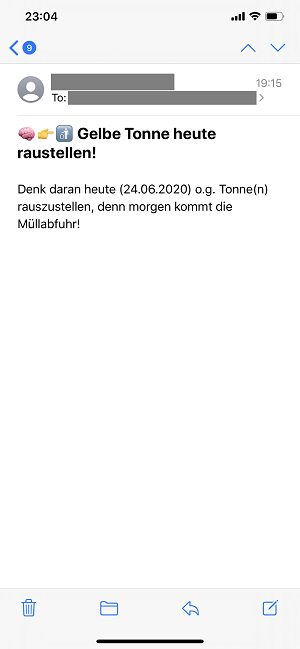 23:04
9
19:15
To:
🧠👉🚮 Gelbe Tonne heute
raustellen!
Denk daran heute (24.06.2020) o.g. Tonne(n)
rauszustellen, denn morgen kommt die
Müllabfuhr!